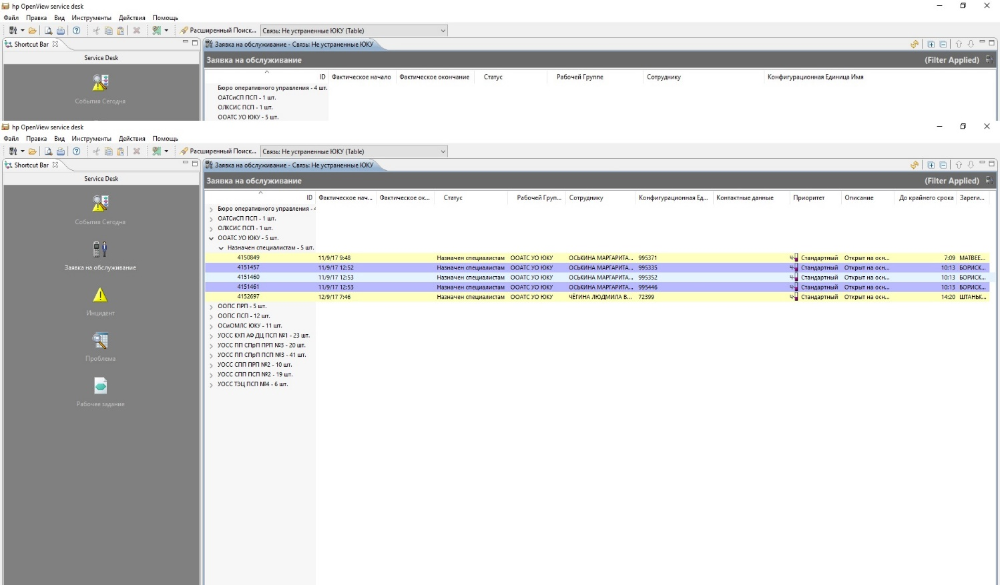 hp OpenView service desk
Файл Правка Вид Инструменты Действия Помощь
Расширенный Поиск... Связь: Не устраненные ЮКУ (Table)
Shortcut Bar Заявка на обслуживание - Связь: Не устраненные ЮКУ
Service Desk Заявка на обслуживание (Filter Applied)
ID Фактическое начало Фактическое окончание Статус Рабочей Группе Сотруднику Конфигурационная Единица Имя
Бюро оперативного управления - 4 шт.
ОАТСиСП ПСП - 1 шт.
События Сегодня
ОЛКСИС ПСП - 1 шт.
ООАТС УО ЮКУ - 5 шт.
hp OpenView service desk
Файл Правка Вид Инструменты Действия Помощь
Расширенный Поиск... Связь: Не устраненные ЮКУ (Table)
Shortcut Bar Заявка на обслуживание - Связь: Не устраненные ЮКУ
Service Desk Заявка на обслуживание (Filter Applied)
ID Фактическое нач... Фактическое ок... Статус Рабочей Груп... Сотруднику Конфигурационная Ед... Контактные данные Приоритет Описание До крайнего срока Зареги...
Бюро оперативного управления - 4
ОАТСиСП ПСП - 1 шт.
События Сегодня
ОЛКСИС ПСП - 1 шт.
ООАТС УО ЮКУ - 5 шт.
Назначен специалистам - 5 шт.
4150849 11/9/17 9:48 Назначен специалистам ООАТС УО ЮКУ ОСЬКИНА МАРГАРИТА... 995371 Стандартный Открыт на осн... 7:09 МАТВЕЕ...
4151457 11/9/17 12:52 Назначен специалистам ООАТС УО ЮКУ ОСЬКИНА МАРГАРИТА... 995335 Стандартный Открыт на осн... 10:13 БОРИСК...
4151460 11/9/17 12:53 Назначен специалистам ООАТС УО ЮКУ ОСЬКИНА МАРГАРИТА... 995352 Стандартный Открыт на осн... 10:13 БОРИСК...
4151461 11/9/17 12:53 Назначен специалистам ООАТС УО ЮКУ ОСЬКИНА МАРГАРИТА... 995446 Стандартный Открыт на осн... 10:13 БОРИСК...
4152697 12/9/17 7:46 Назначен специалистам ООАТС УО ЮКУ ЧЁГИНА ЛЮДМИЛА В... 72399 Стандартный Открыт на осн... 14:20 ШТАНЬК...
ООПС ПРП - 5 шт.
ООПС ПСП - 12 шт.
ОСиОМЛС ЮКУ - 11 шт.
УОСС КХП АФ ДЦ ПСП №1 - 23 шт.
УОСС ПП СПрП ПРП №3 - 20 шт.
УОСС ПП СПрП ПСП №3 - 41 шт.
УОСС СПП ПРП №2 - 10 шт.
УОСС СПП ПСП №2 - 19 шт.
УОСС ТЭЦ ПСП №4 - 6 шт.
Заявка на обслуживание
Инцидент
Проблема
Рабочее задание